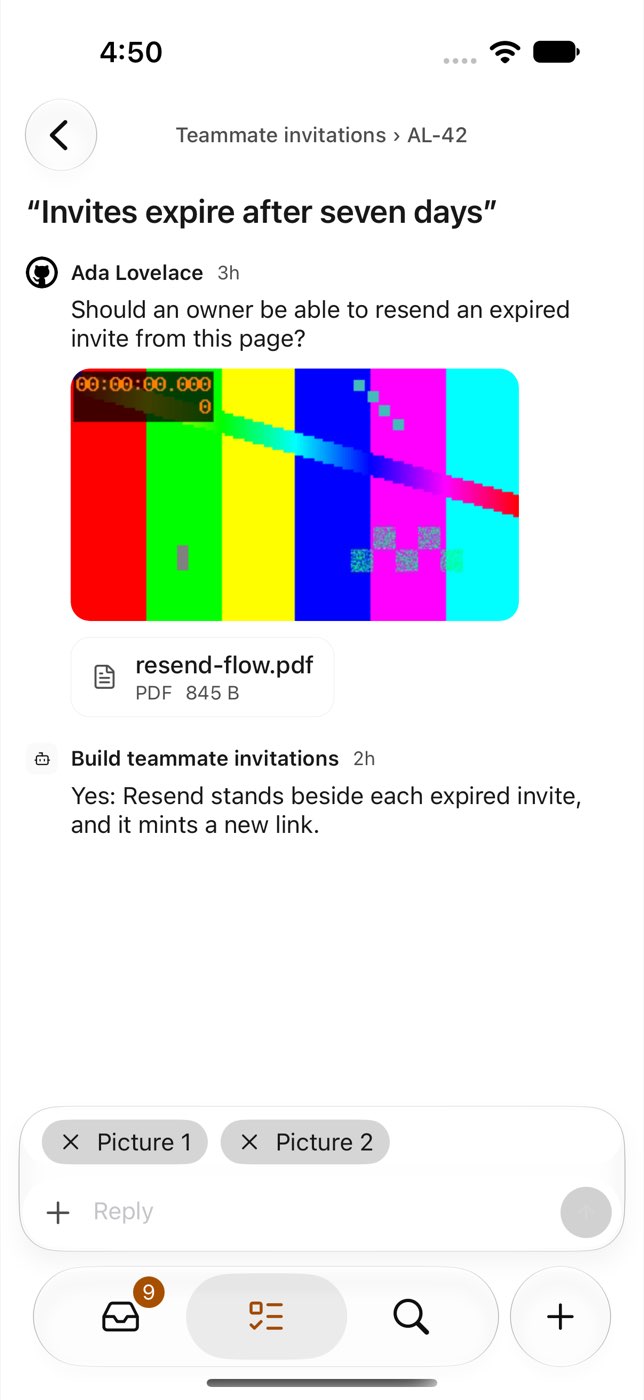 4:50
Teammate invitations › AL-42
“Invites expire after seven days”
Ada Lovelace 3h
Should an owner be able to resend an expired
invite from this page?
00:00:00.000
0
resend-flow.pdf
PDF 845 B
Build teammate invitations 2h
Yes: Resend stands beside each expired invite,
and it mints a new link.
Picture 1 Picture 2
Reply
9